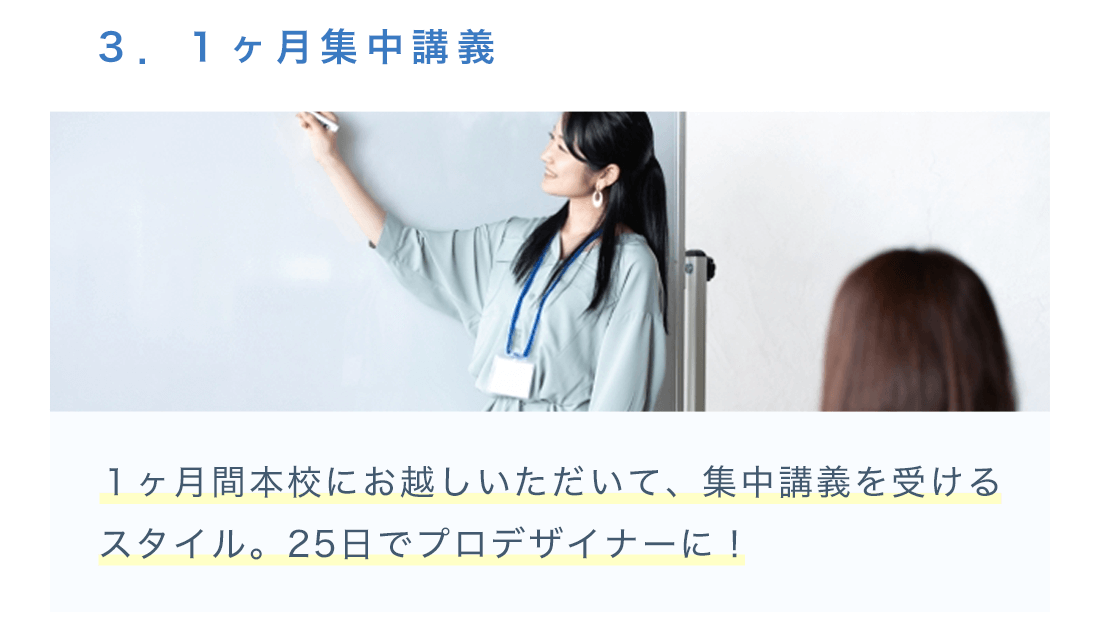 ３．１ヶ月集中講義
１ヶ月間本校にお越しいただいて、集中講義を受ける
スタイル。25日でプロデザイナーに！